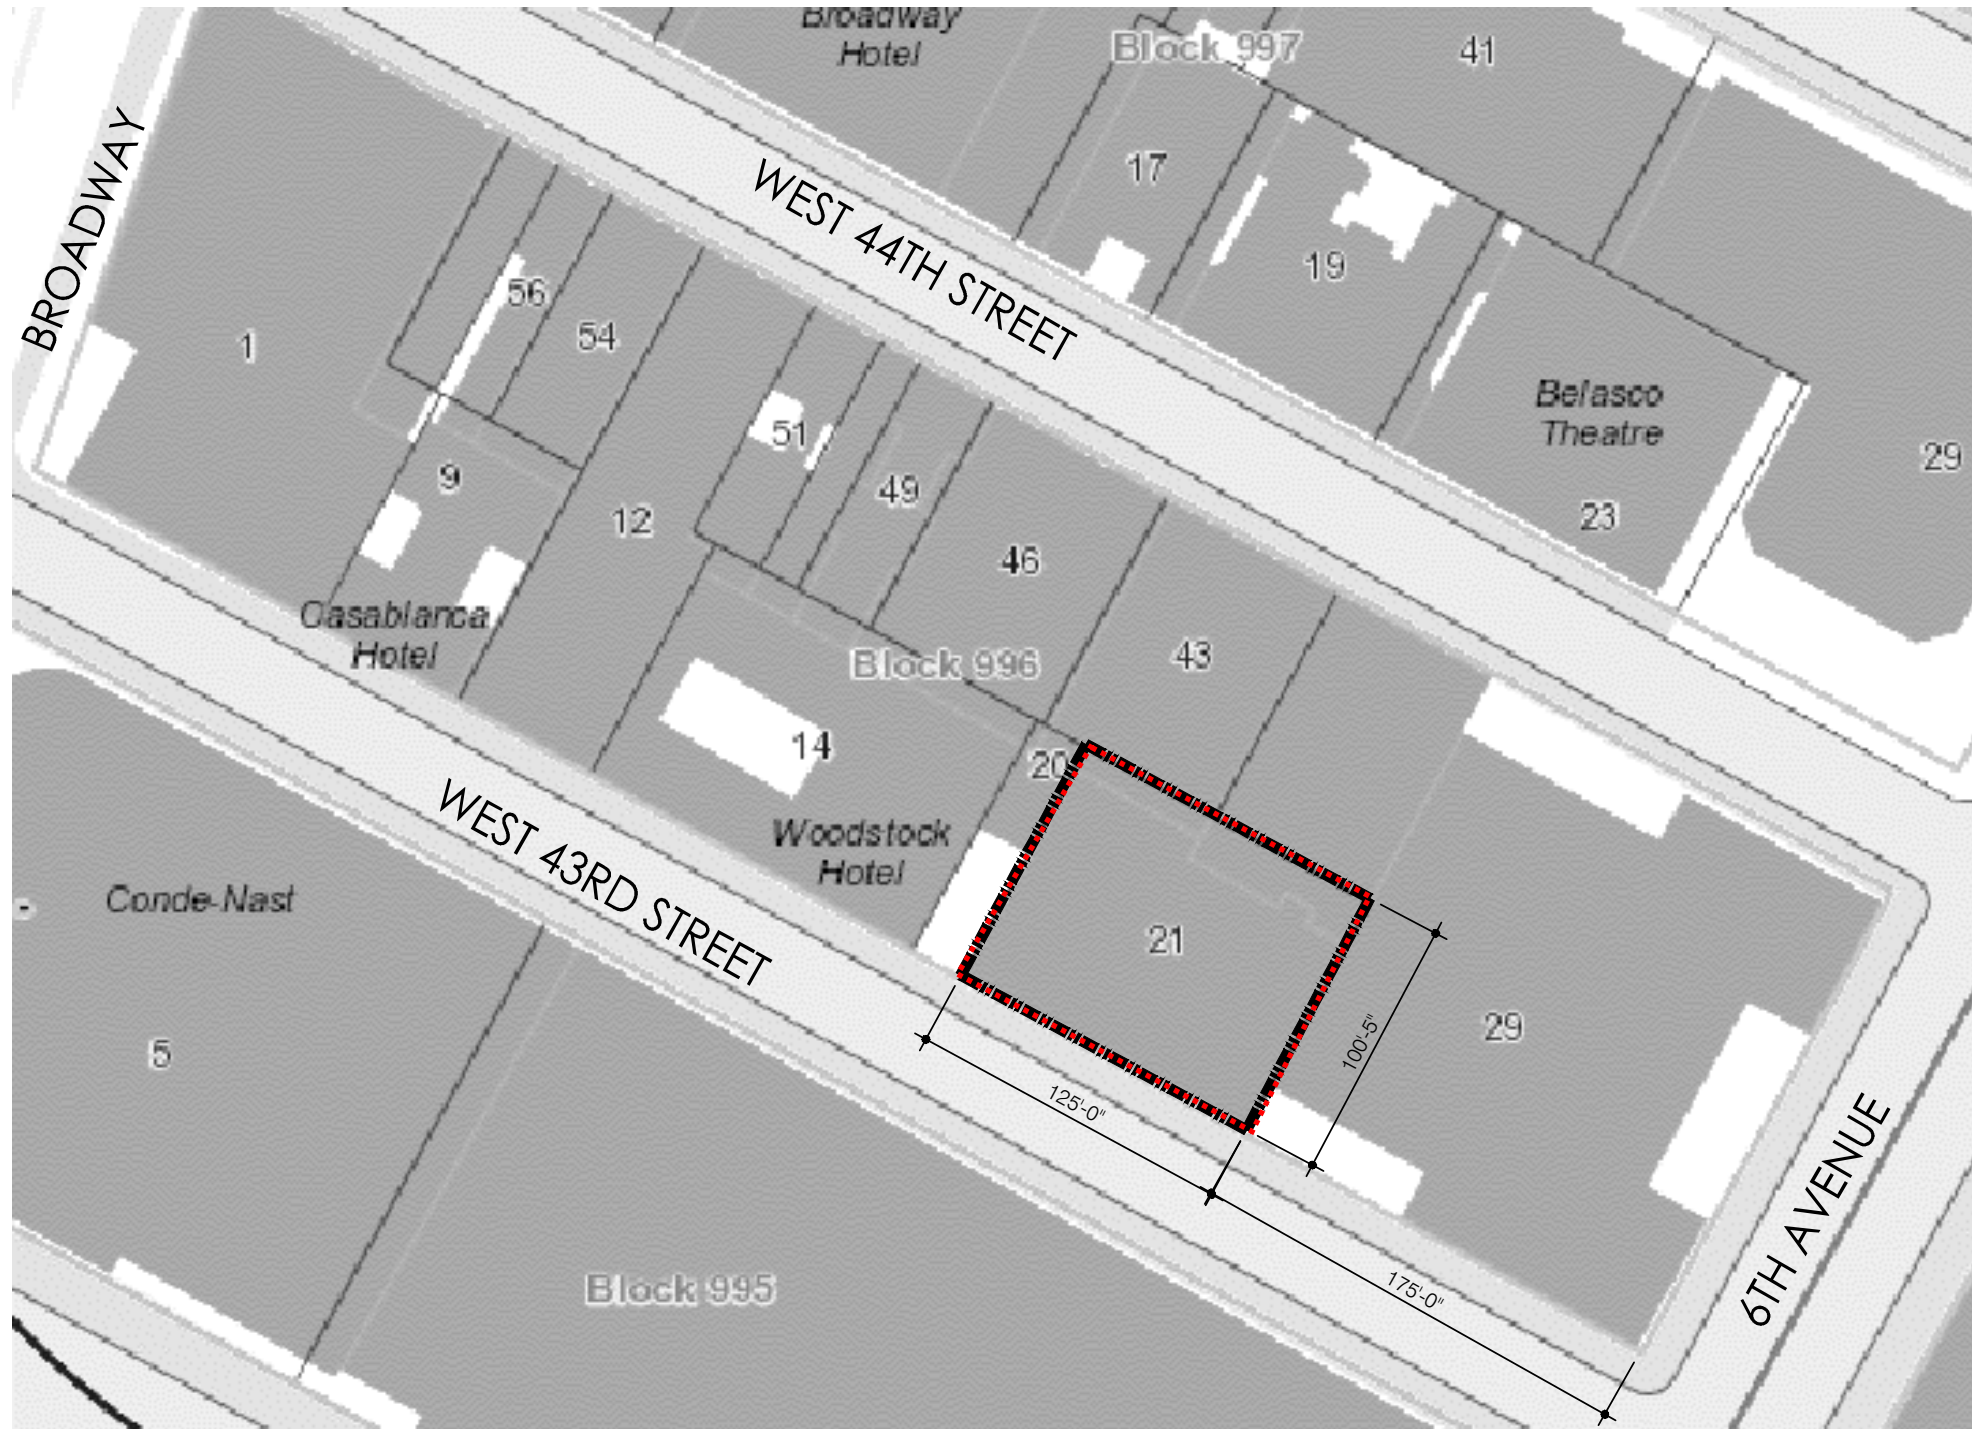 Broadway
Hotel
Block 997
41
BROADWAY
17
WEST 44TH STREET
19
56
54
1
Belasco
Theatre
23
29
51
49
9
12
46
Casablanca
Hotel
Block 996
43
14
20
WEST 43RD STREET
Woodstock
Hotel
Conde-Nast
21
5
29
100'-5"
125'-0"
175'-0"
6TH AVENUE
Block 995